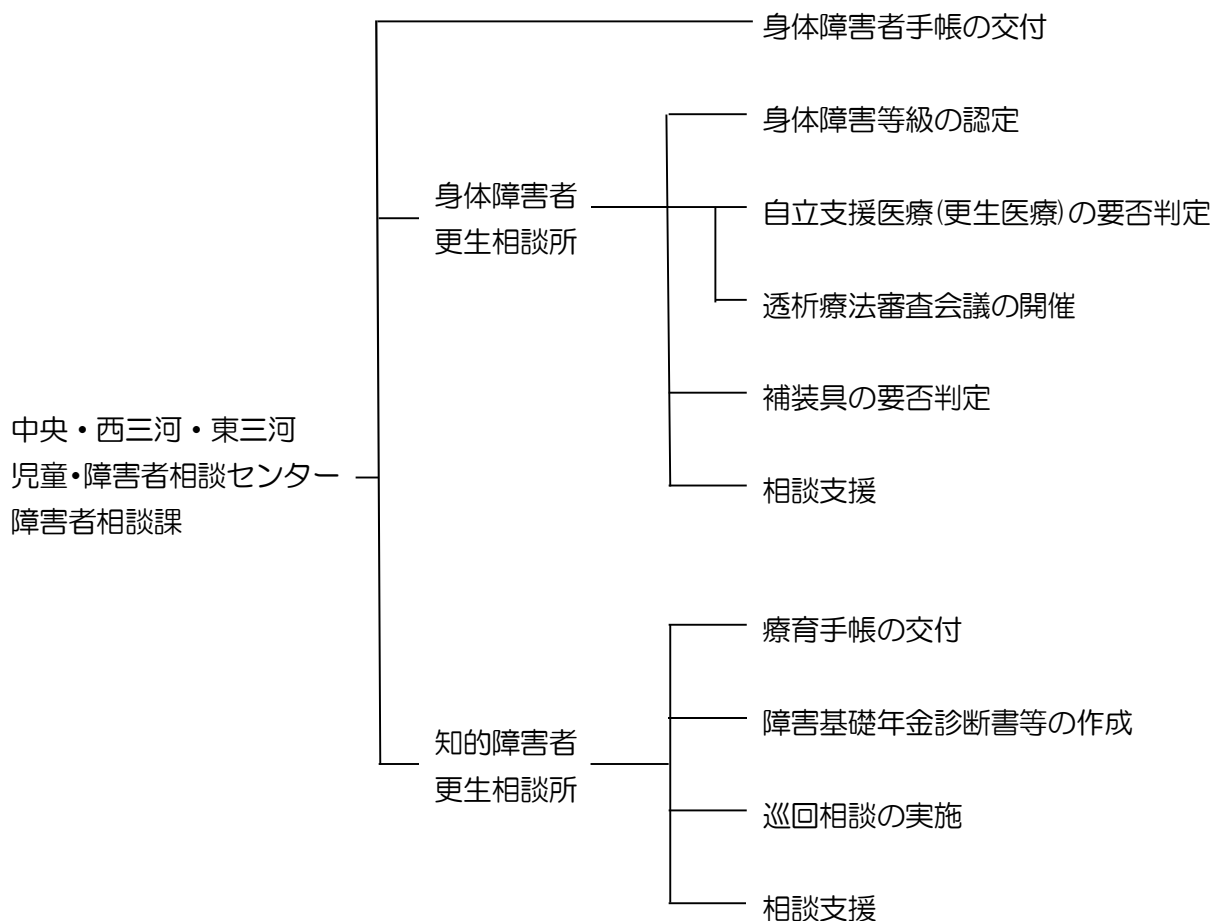 身体障害者手帳の交付
身体障害等級の認定
身体障害者
更生相談所
自立支援医療(更生医療)の要否判定
透析療法審査会議の開催
補装具の要否判定
中央・西三河・東三河
児童・障害者相談センター
障害者相談課
相談支援
療育手帳の交付
障害基礎年金診断書等の作成
知的障害者
更生相談所
巡回相談の実施
相談支援